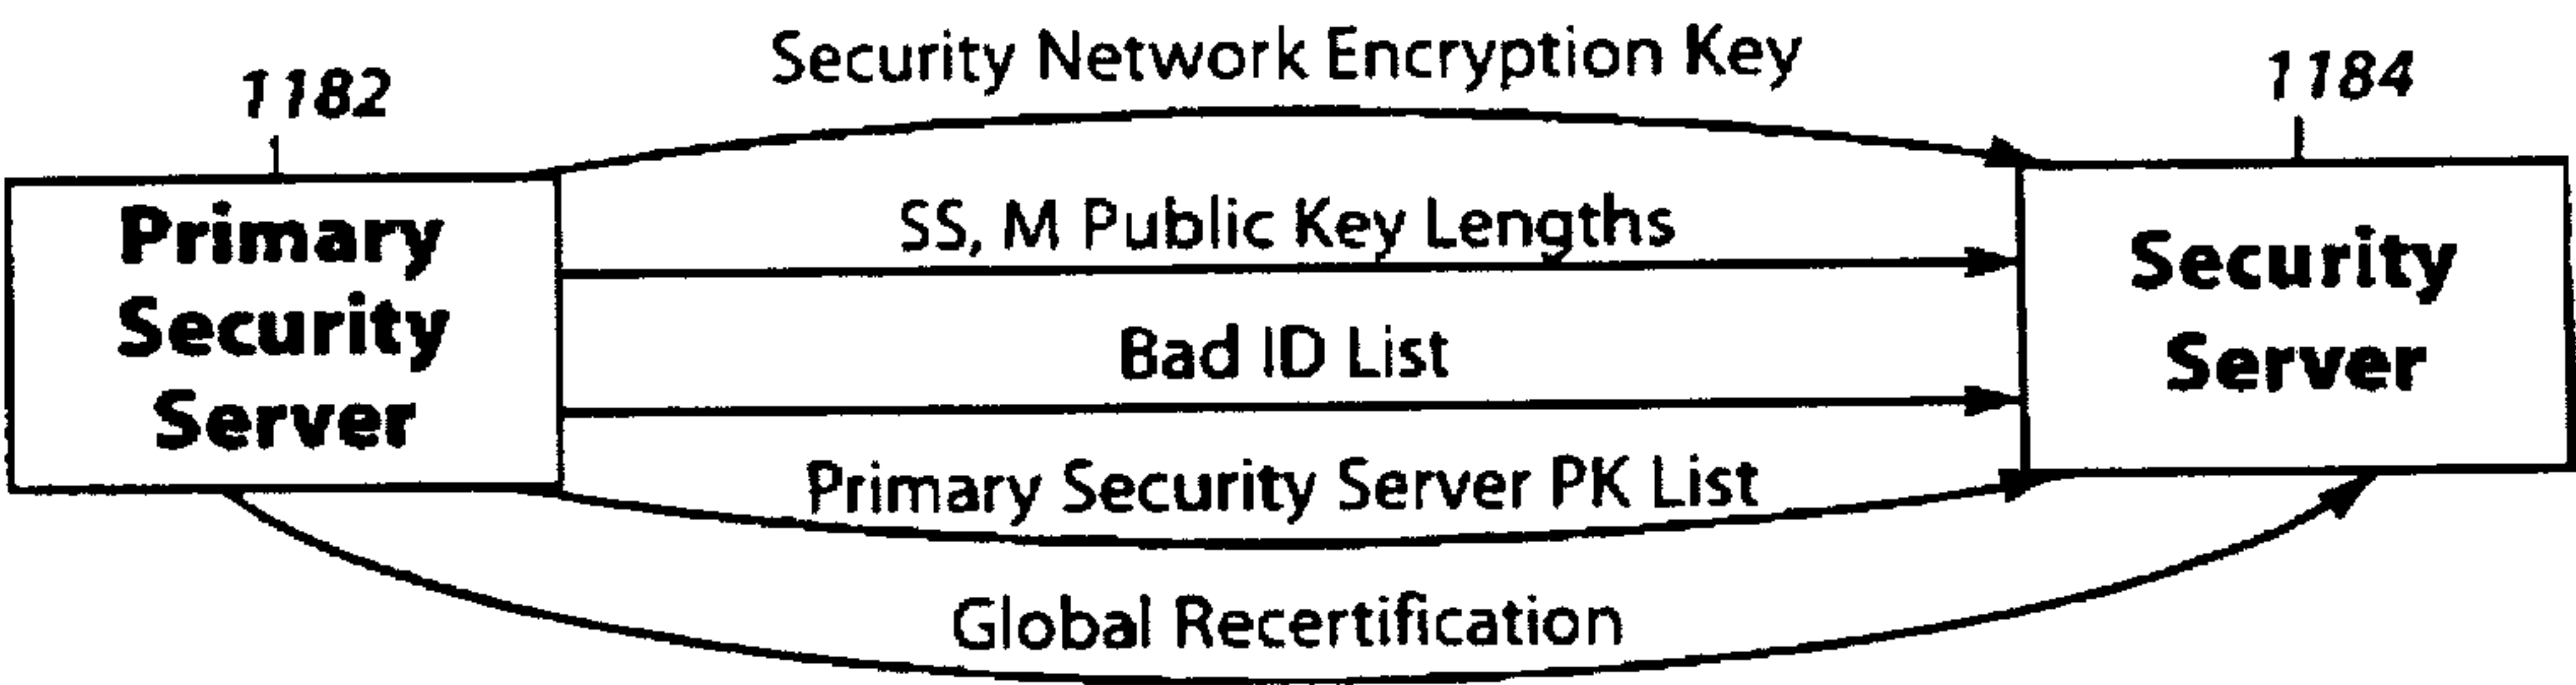 Security Network Encryption Key
1182
1184
SS, M Public Key Lengths
Primary
Security
Server
Security
Server
Bad ID List
Primary Security Server PK List
Global Recertification